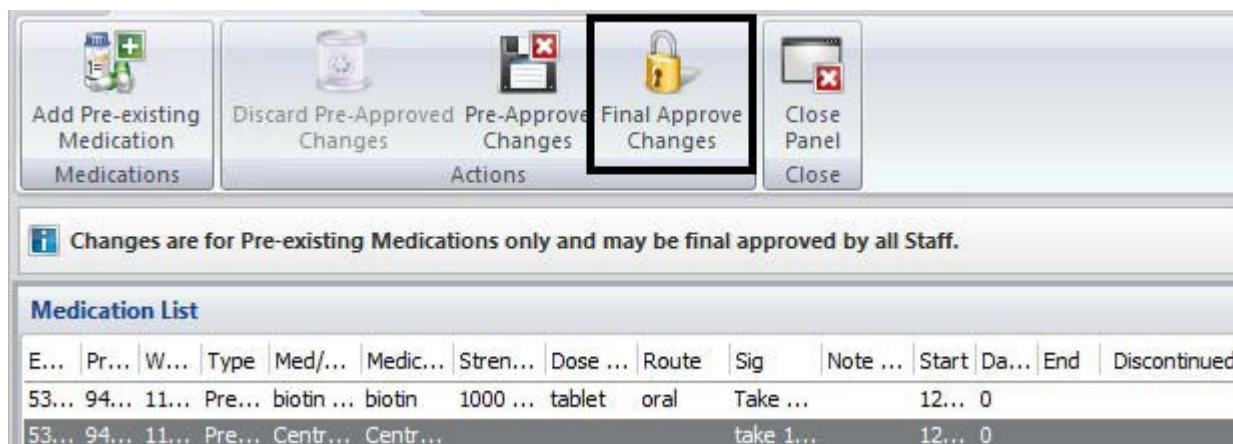 Add Pre-existing Medication
Discard Pre-Approved Changes
Pre-Approve Changes
Final Approve Changes
Close Panel
Medications
Actions
Close
Changes are for Pre-existing Medications only and may be final approved by all Staff.
Medication List
E... Pr... W... Type Med/... Medic... Stren... Dose ... Route Sig Note ... Start Da... End Discontinued
53... 94... 11... Pre... biotin ... biotin 1000 ... tablet oral Take ... 12... 0
53... 94... 11... Pre... Centr... Centr... take 1... 12... 0